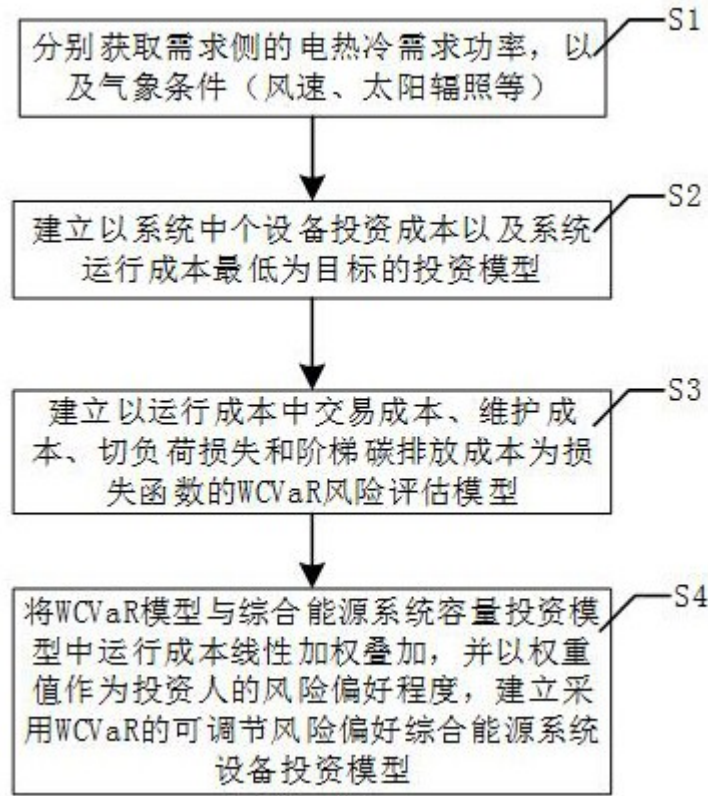 分别获取需求侧的电热冷需求功率，以
及气象条件（风速、太阳辐照等）
S1
建立以系统中个设备投资成本以及系统
运行成本最低为目标的投资模型
S2
建立以运行成本中交易成本、维护成
本、切负荷损失和阶梯碳排放成本为损
失函数的WCVaR风险评估模型
S3
将WCVaR模型与综合能源系统容量投资模
型中运行成本线性加权叠加，并以权重
值作为投资人的风险偏好程度，建立采
用WCVaR的可调节风险偏好综合能源系统
设备投资模型
S4